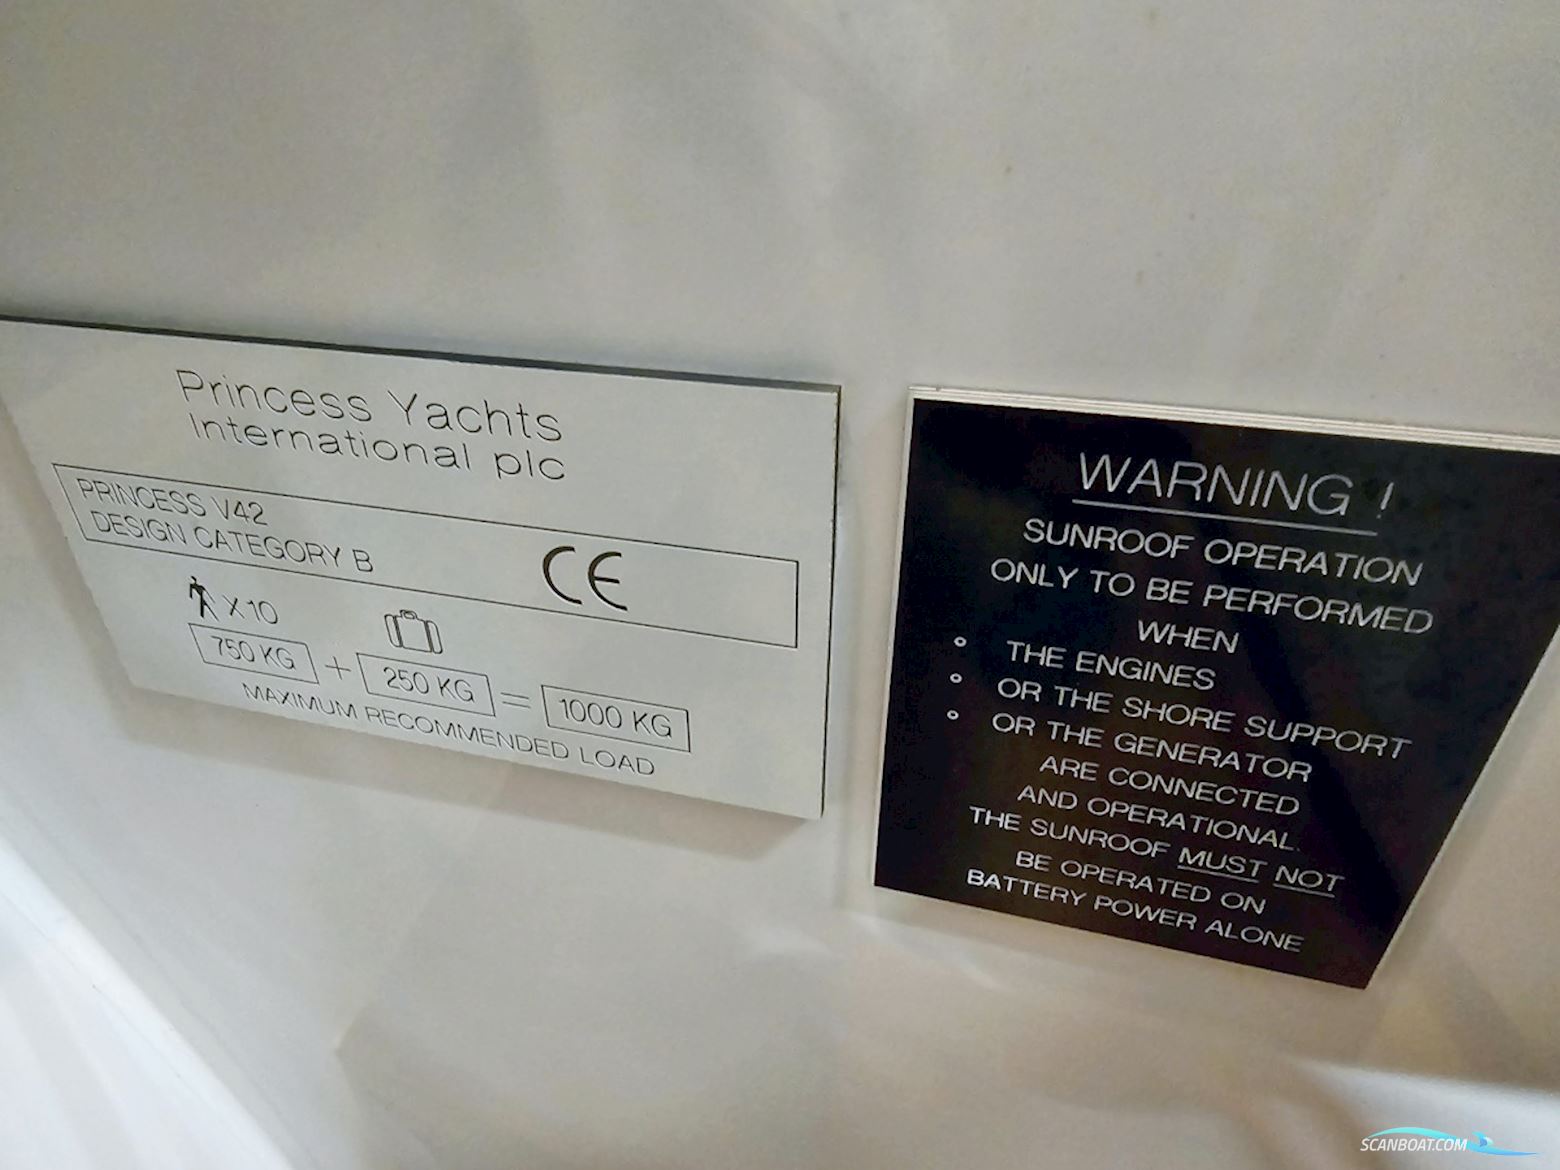 Princess Yachts
International plc
PRINCESS V42
DESIGN CATEGORY B
CE
X 10
750 KG + 250 KG = 1000 KG
MAXIMUM RECOMMENDED LOAD
WARNING !
SUNROOF OPERATION
ONLY TO BE PERFORMED
WHEN
° THE ENGINES
° OR THE SHORE SUPPORT
° OR THE GENERATOR
ARE CONNECTED
AND OPERATIONAL.
THE SUNROOF MUST NOT
BE OPERATED ON
BATTERY POWER ALONE
SCANBOAT.COM